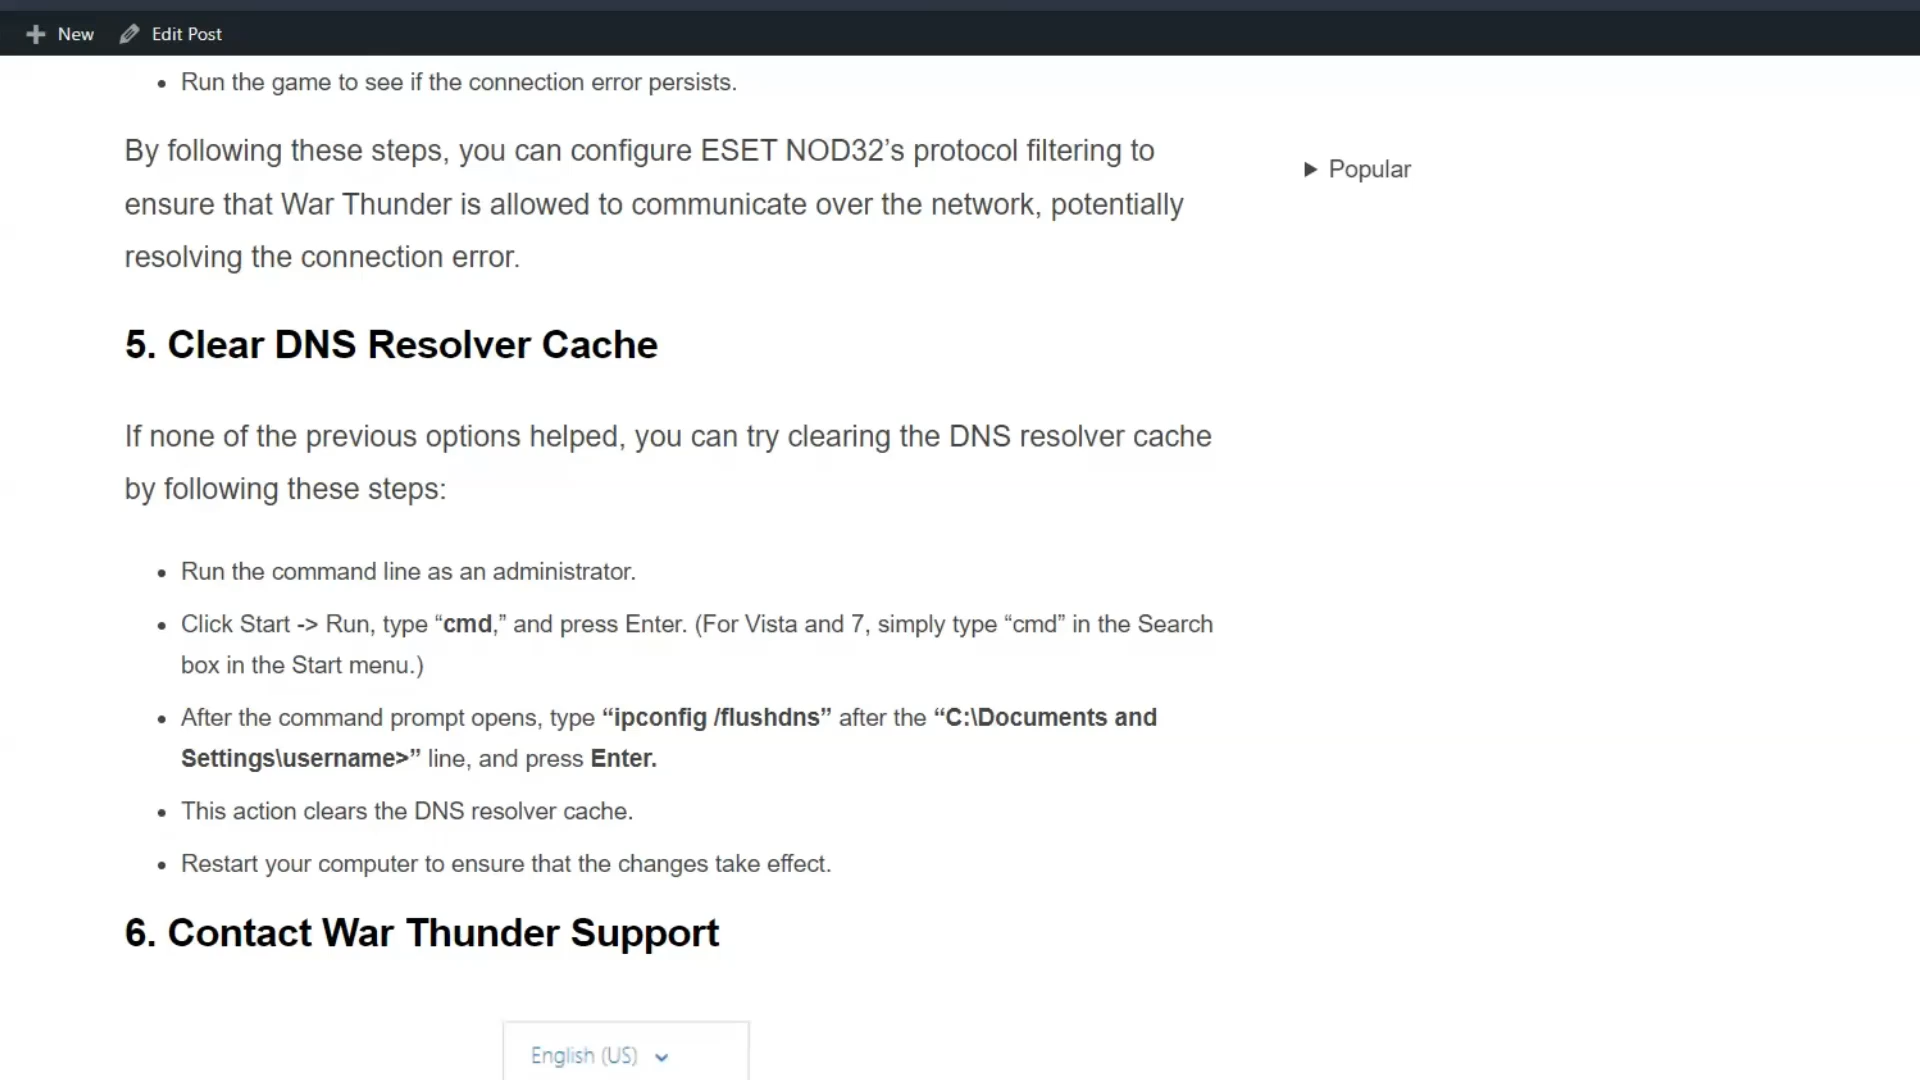 New Edit Post
Run the game to see if the connection error persists.
By following these steps, you can configure ESET NOD32’s protocol filtering to
ensure that War Thunder is allowed to communicate over the network, potentially
resolving the connection error.
Popular
5. Clear DNS Resolver Cache
If none of the previous options helped, you can try clearing the DNS resolver cache
by following these steps:
Run the command line as an administrator.
Click Start -> Run, type “cmd,” and press Enter. (For Vista and 7, simply type “cmd” in the Search
box in the Start menu.)
After the command prompt opens, type “ipconfig /flushdns” after the “C:\Documents and
Settings\username>” line, and press Enter.
This action clears the DNS resolver cache.
Restart your computer to ensure that the changes take effect.
6. Contact War Thunder Support
English (US)